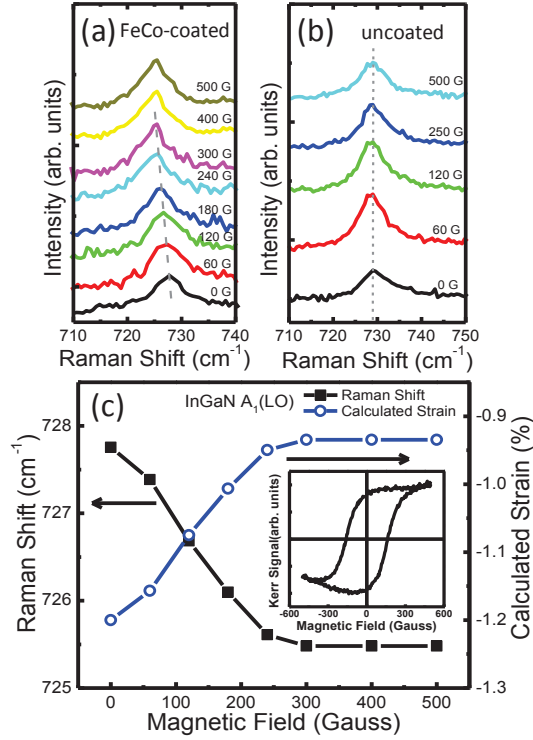 (a) FeCo-coated
500 G
400 G
300 G
240 G
180 G
120 G
60 G
0 G
Intensity (arb. units)
710 720 730 740
Raman Shift (cm-1)
(b) uncoated
500 G
250 G
120 G
60 G
0 G
Intensity (arb. units)
710 720 730 740 750
Raman Shift (cm-1)
(c) InGaN A1(LO)
Raman Shift
Calculated Strain
728
727
726
725
Raman Shift (cm-1)
-0.9
-1.0
-1.1
-1.2
-1.3
Calculated Strain (%)
Kerr Signal(arb. units)
-600 -300 0 300 600
Magnetic Field (Gauss)
0 100 200 300 400 500
Magnetic Field (Gauss)